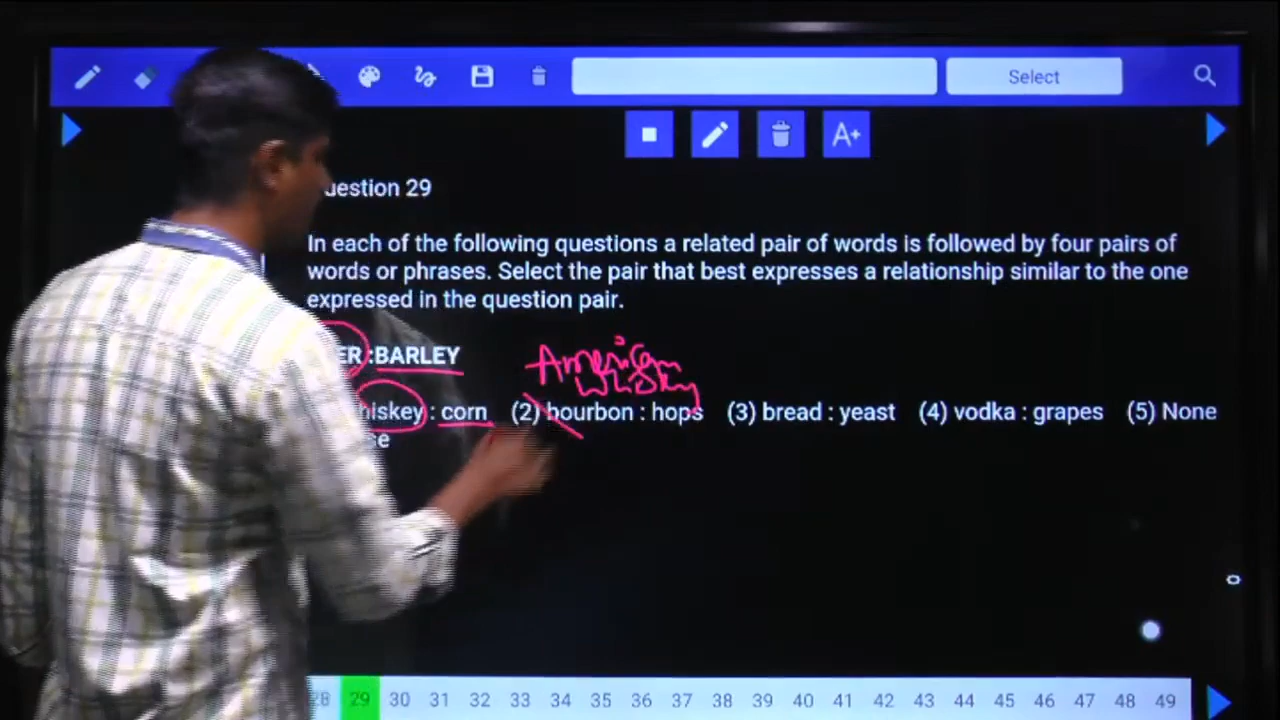 Select
A+
uestion 29
In each of the following questions a related pair of words is followed by four pairs of
words or phrases. Select the pair that best expresses a relationship similar to the one
expressed in the question pair.
American
whisky
ER :BARLEY
hiskey : corn (2) bourbon : hops (3) bread : yeast (4) vodka : grapes (5) None
se
28 29 30 31 32 33 34 35 36 37 38 39 40 41 42 43 44 45 46 47 48 49